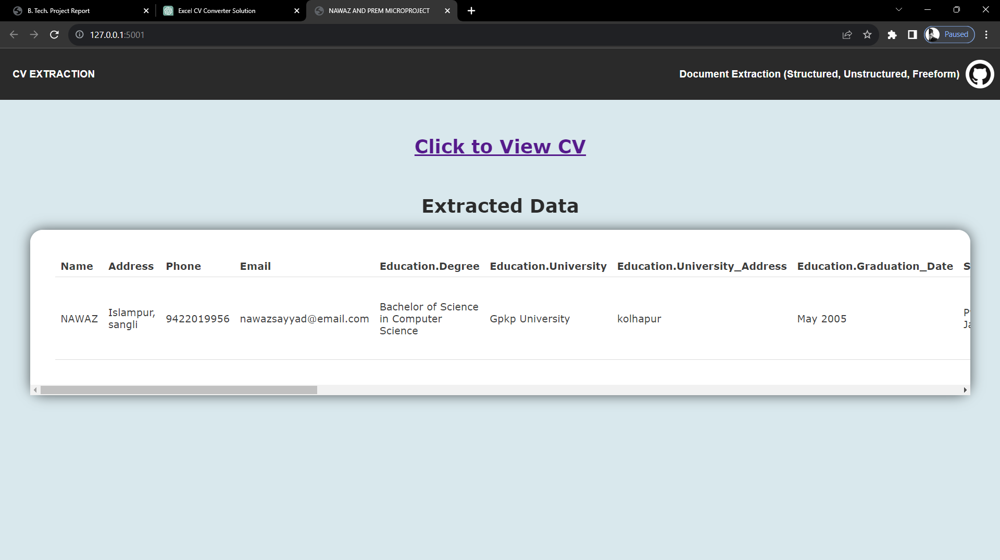 B. Tech. Project Report
Excel CV Converter Solution
NAWAZ AND PREM MICROPROJECT
127.0.0.1:5001
Paused
CV EXTRACTION
Document Extraction (Structured, Unstructured, Freeform)
Click to View CV
Extracted Data
Name Address Phone Email Education.Degree Education.University Education.University_Address Education.Graduation_Date S
NAWAZ
Islampur,
sangli
9422019956
nawazsayyad@email.com
Bachelor of Science
in Computer
Science
Gpkp University
kolhapur
May 2005